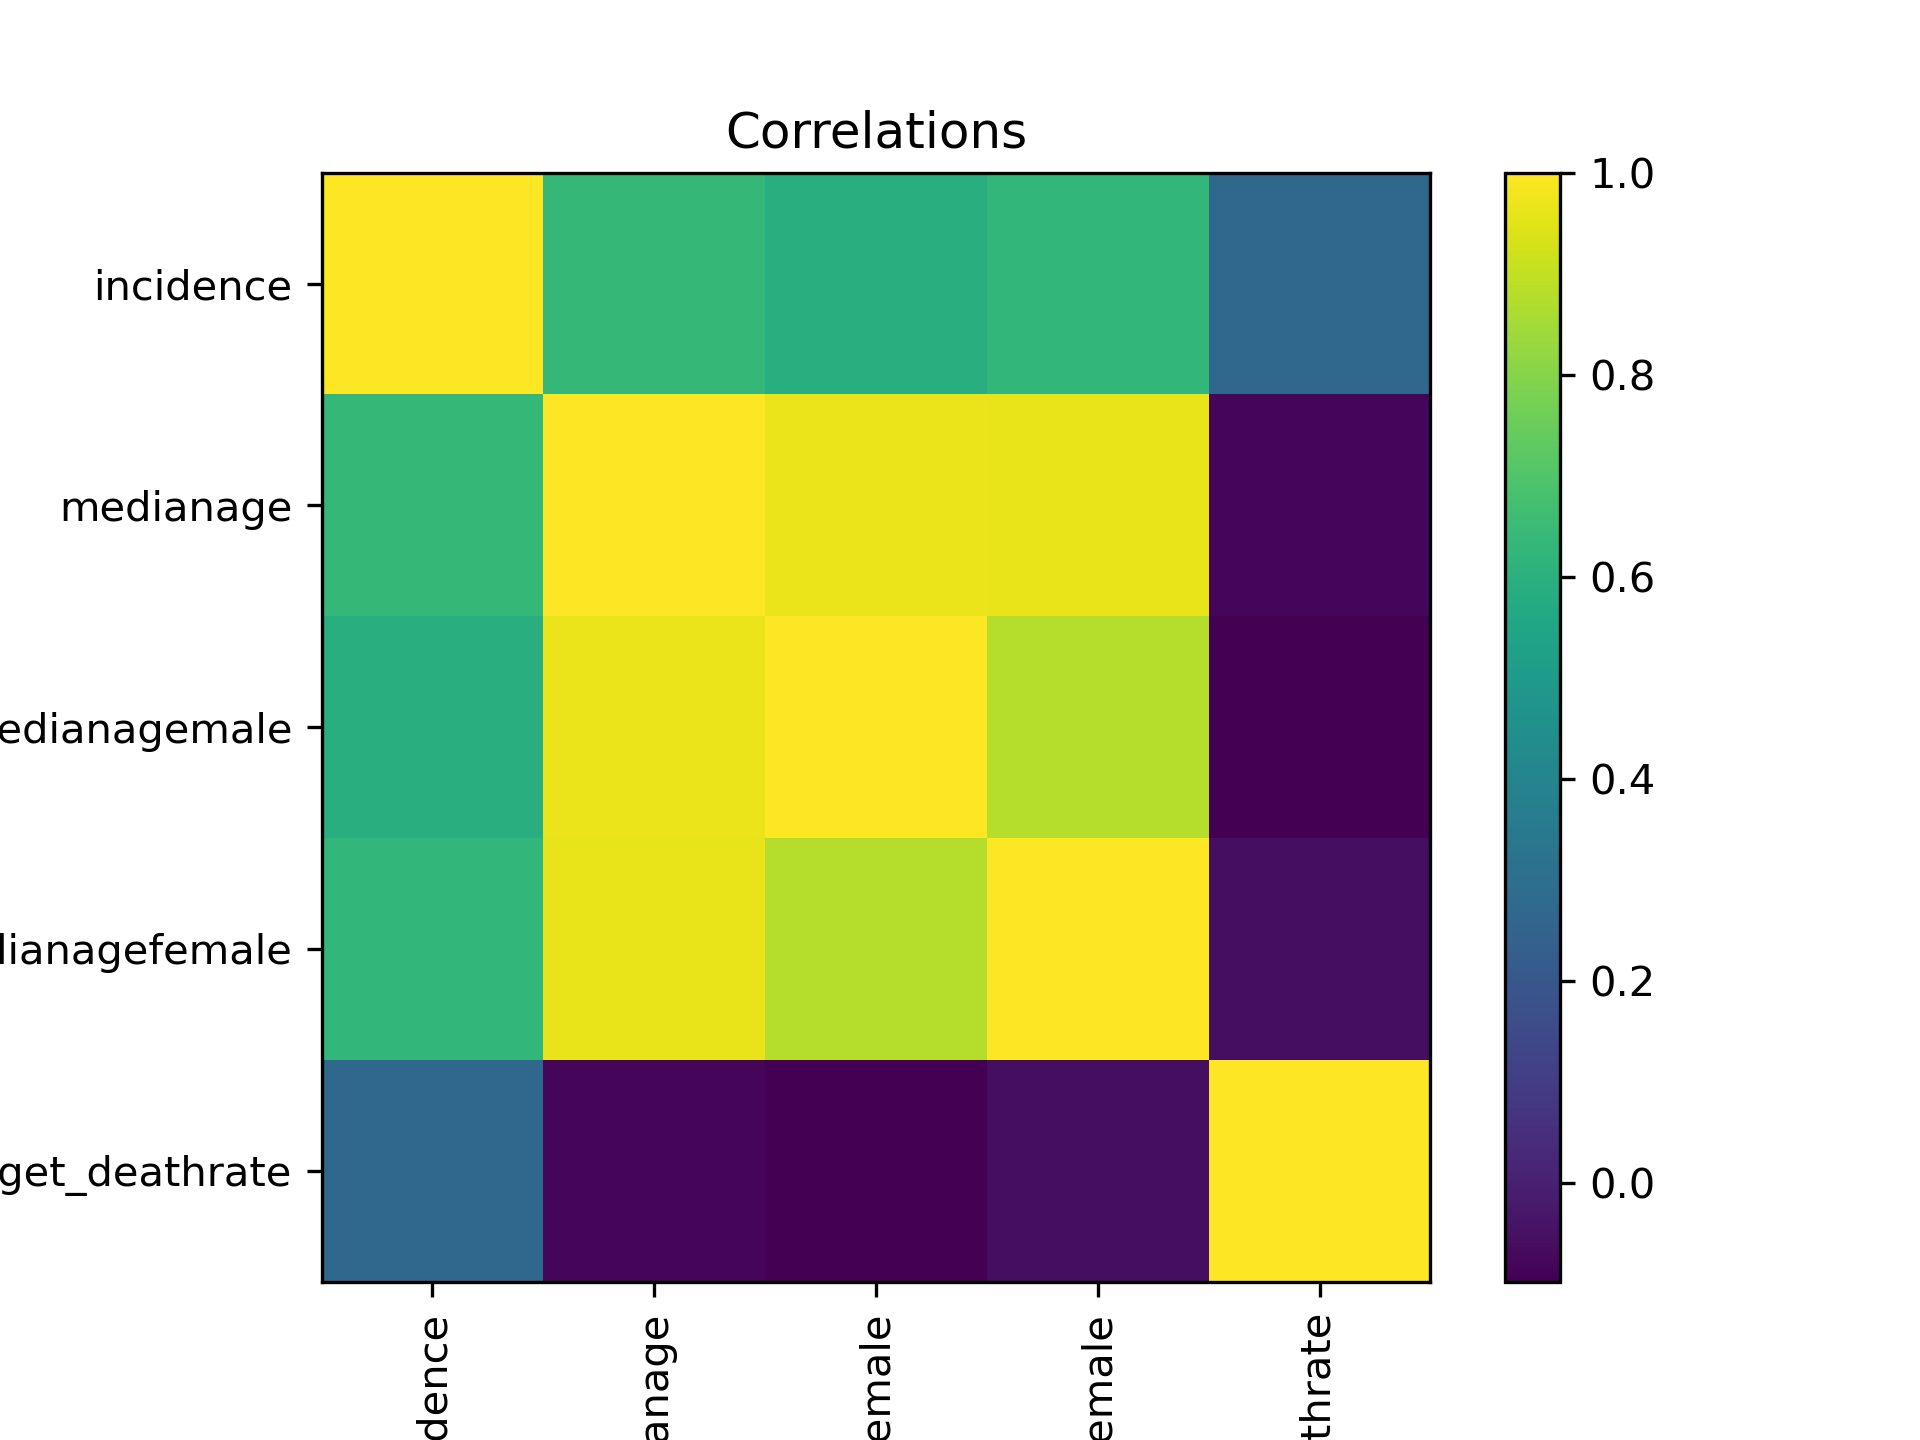 Correlations
1.0
incidence
0.8
medianage
0.6
edianagemale
0.4
lianagefemale
0.2
get_deathrate
0.0
dence
anage
emale
emale
thrate